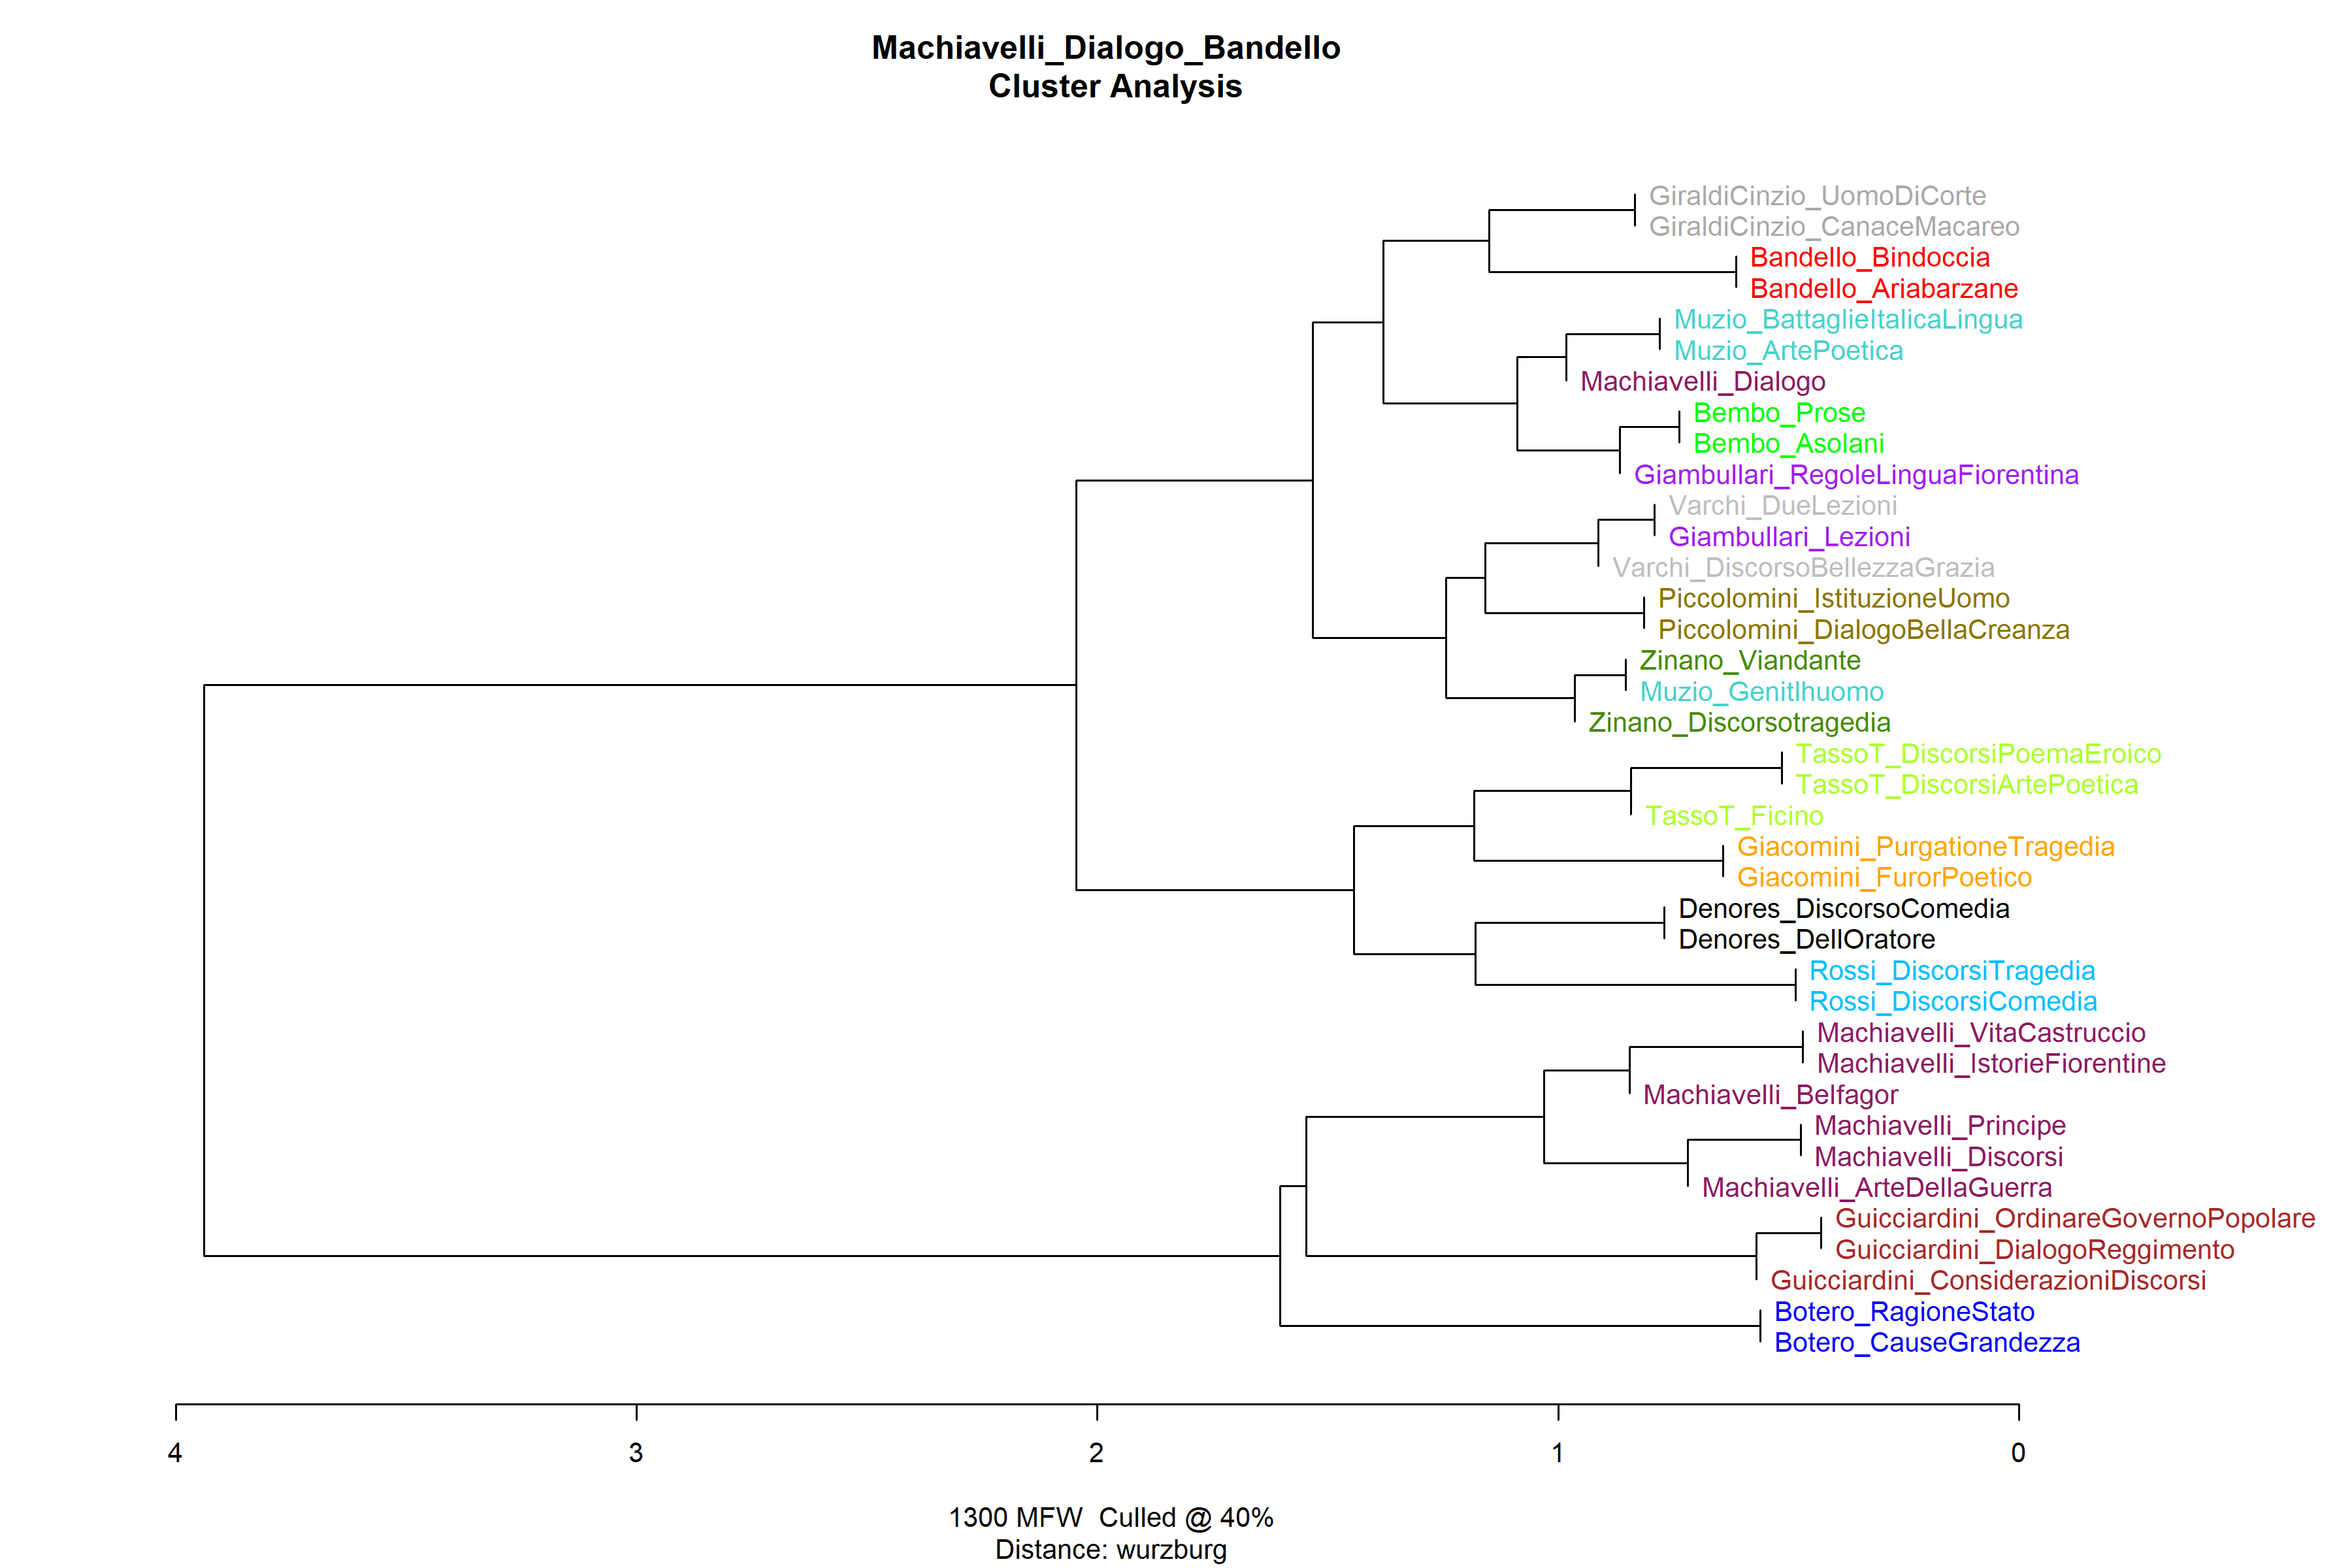 Machiavelli_Dialogo_Bandello
Cluster Analysis
GiraldiCinzio_UomoDiCorte
GiraldiCinzio_CanaceMacareo
Bandello_Bindoccia
Bandello_Ariabarzane
Muzio_BattaglieItalicaLingua
Muzio_ArtePoetica
Machiavelli_Dialogo
Bembo_Prose
Bembo_Asolani
Giambullari_RegoleLinguaFiorentina
Varchi_DueLezioni
Giambullari_Lezioni
Varchi_DiscorsoBellezzaGrazia
Piccolomini_IstituzioneUomo
Piccolomini_DialogoBellaCreanza
Zinano_Viandante
Muzio_Genitlhuomo
Zinano_Discorsotragedia
TassoT_DiscorsiPoemaEroico
TassoT_DiscorsiArtePoetica
TassoT_Ficino
Giacomini_PurgationeTragedia
Giacomini_FurorPoetico
Denores_DiscorsoComedia
Denores_DellOratore
Rossi_DiscorsiTragedia
Rossi_DiscorsiComedia
Machiavelli_VitaCastruccio
Machiavelli_IstorieFiorentine
Machiavelli_Belfagor
Machiavelli_Principe
Machiavelli_Discorsi
Machiavelli_ArteDellaGuerra
Guicciardini_OrdinareGovernoPopolare
Guicciardini_DialogoReggimento
Guicciardini_ConsiderazioniDiscorsi
Botero_RagioneStato
Botero_CauseGrandezza
4 3 2 1 0
1300 MFW  Culled @ 40%
Distance: wurzburg